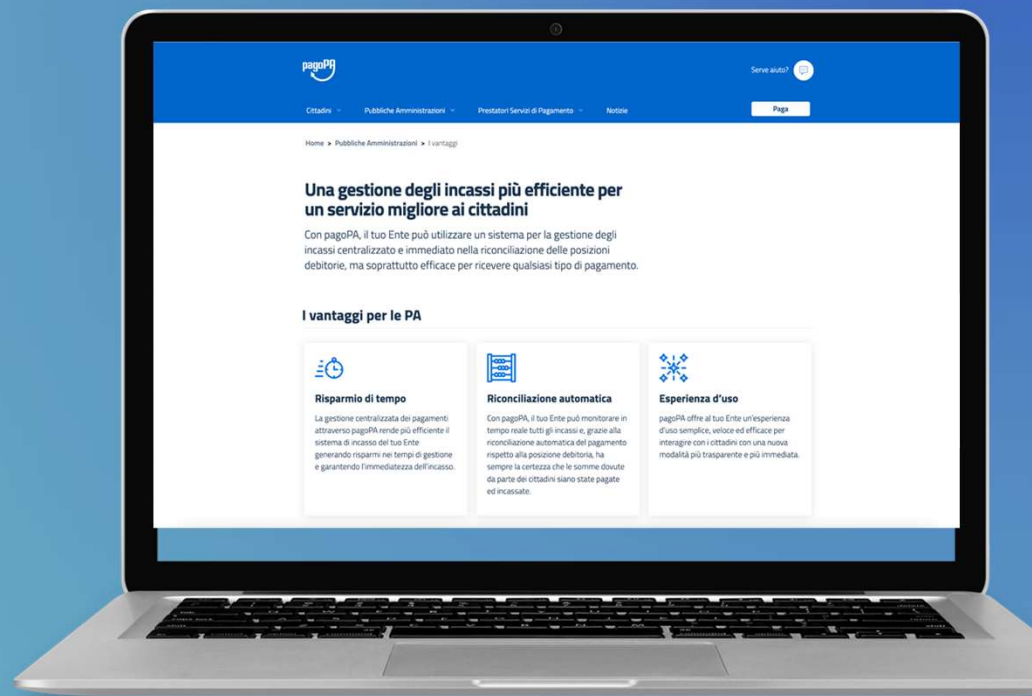 pagoPA
Serve aiuto?
Cittadini
Pubbliche Amministrazioni
Prestatori Servizi di Pagamento
Notizie
Paga
Home > Pubbliche Amministrazioni > I vantaggi
Una gestione degli incassi più efficiente per
un servizio migliore ai cittadini
Con pagoPA, il tuo Ente può utilizzare un sistema per la gestione degli
incassi centralizzato e immediato nella riconciliazione delle posizioni
debitorie, ma soprattutto efficace per ricevere qualsiasi tipo di pagamento.
I vantaggi per le PA
Risparmio di tempo
La gestione centralizzata dei pagamenti
attraverso pagoPA rende più efficiente il
sistema di incasso del tuo Ente
generando risparmi nei tempi di gestione
e garantendo l'immediatezza dell'incasso.
Riconciliazione automatica
Con pagoPA, il tuo Ente può monitorare in
tempo reale tutti gli incassi e, grazie alla
riconciliazione automatica del pagamento
rispetto alla posizione debitoria, ha
sempre la certezza che le somme dovute
da parte dei cittadini siano state pagate
ed incassate.
Esperienza d'uso
pagoPA offre al tuo Ente un'esperienza
d'uso semplice, veloce ed efficace per
interagire con i cittadini con una nuova
modalità più trasparente e più immediata.